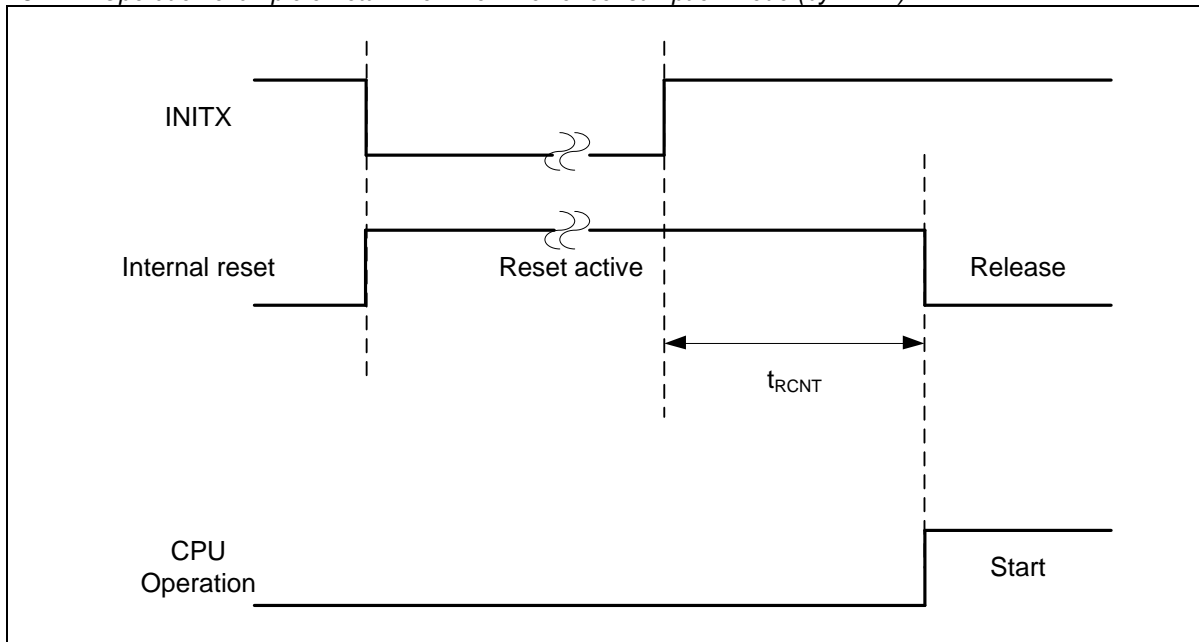 INITX
Internal reset
Reset active
Release
tRCNT
CPU
Operation
Start